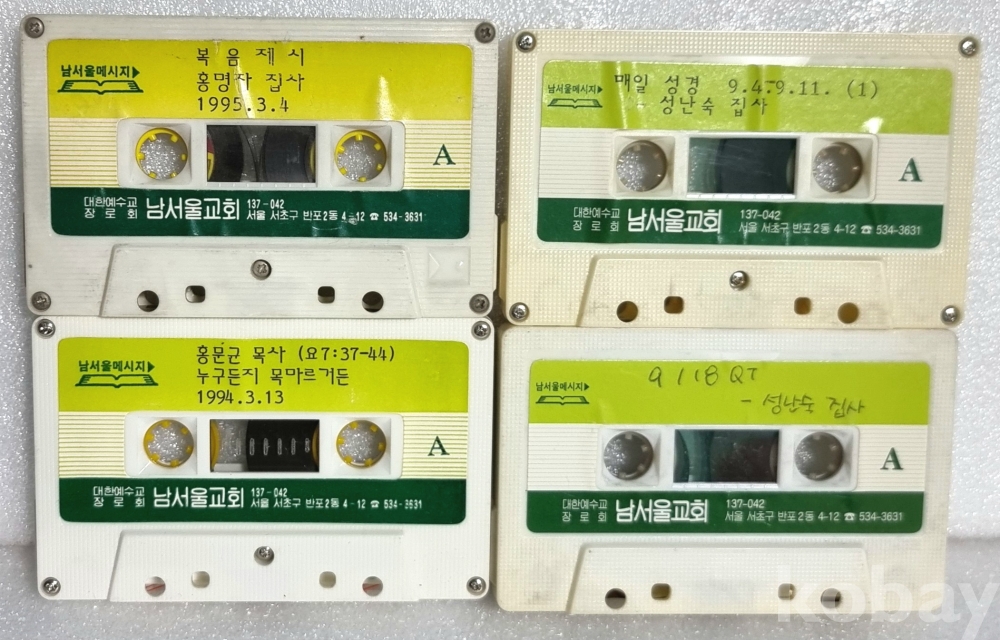 복음제시
남서울메시지
홍명자 집사
1995.3.4
A
대한예수교
장로회
남서울교회
137-042
서울 서초구 반포2동 4-12 ☎ 534-3631
매일 성경 9.4-9.11. (1)
남서울메시지
- 성난숙 집사
A
대한예수교
장로회
남서울교회
137-042
서울 서초구 반포2동 4-12 ☎ 534-3631
홍문균 목사 (요7:37-44)
남서울메시지
누구든지 목마르거든
1994.3.13
A
대한예수교
장로회
남서울교회
137-042
서울 서초구 반포2동 4-12 ☎ 534-3631
9/18 QT
남서울메시지
- 성난숙 집사
A
대한예수교
장로회
남서울교회
137-042
서울 서초구 반포2동 4-12 ☎ 534-3631
kobay